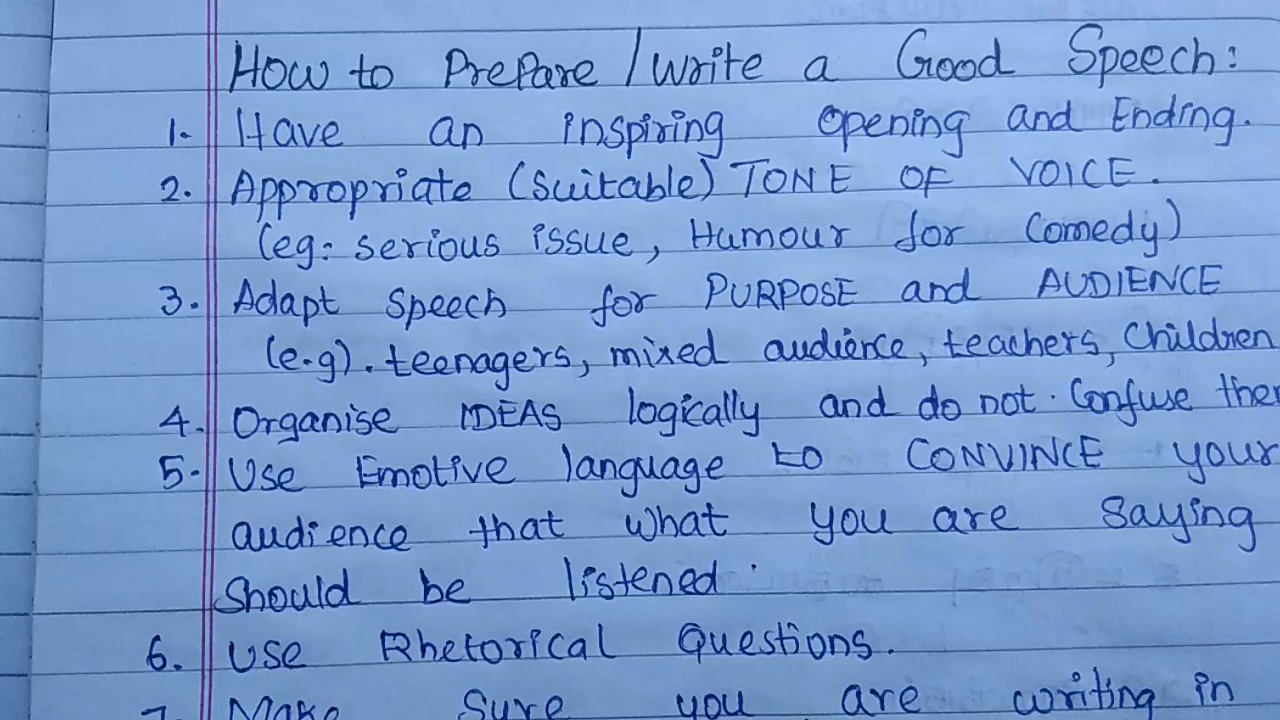 How to Prepare / Write a Good Speech:
1. Have an inspiring opening and Ending.
2. Appropriate (Suitable) TONE OF VOICE.
(eg: serious issue, Humour for Comedy)
3. Adapt Speech for PURPOSE and AUDIENCE
(e.g). teenagers, mixed audience, teachers, Children
4. Organise IDEAS logically and do not. Confuse
5. Use Emotive language to CONVINCE your
audience that what you are saying
should be listened.
6. Use Rhetorical Questions.
7. Make Sure you are writing in